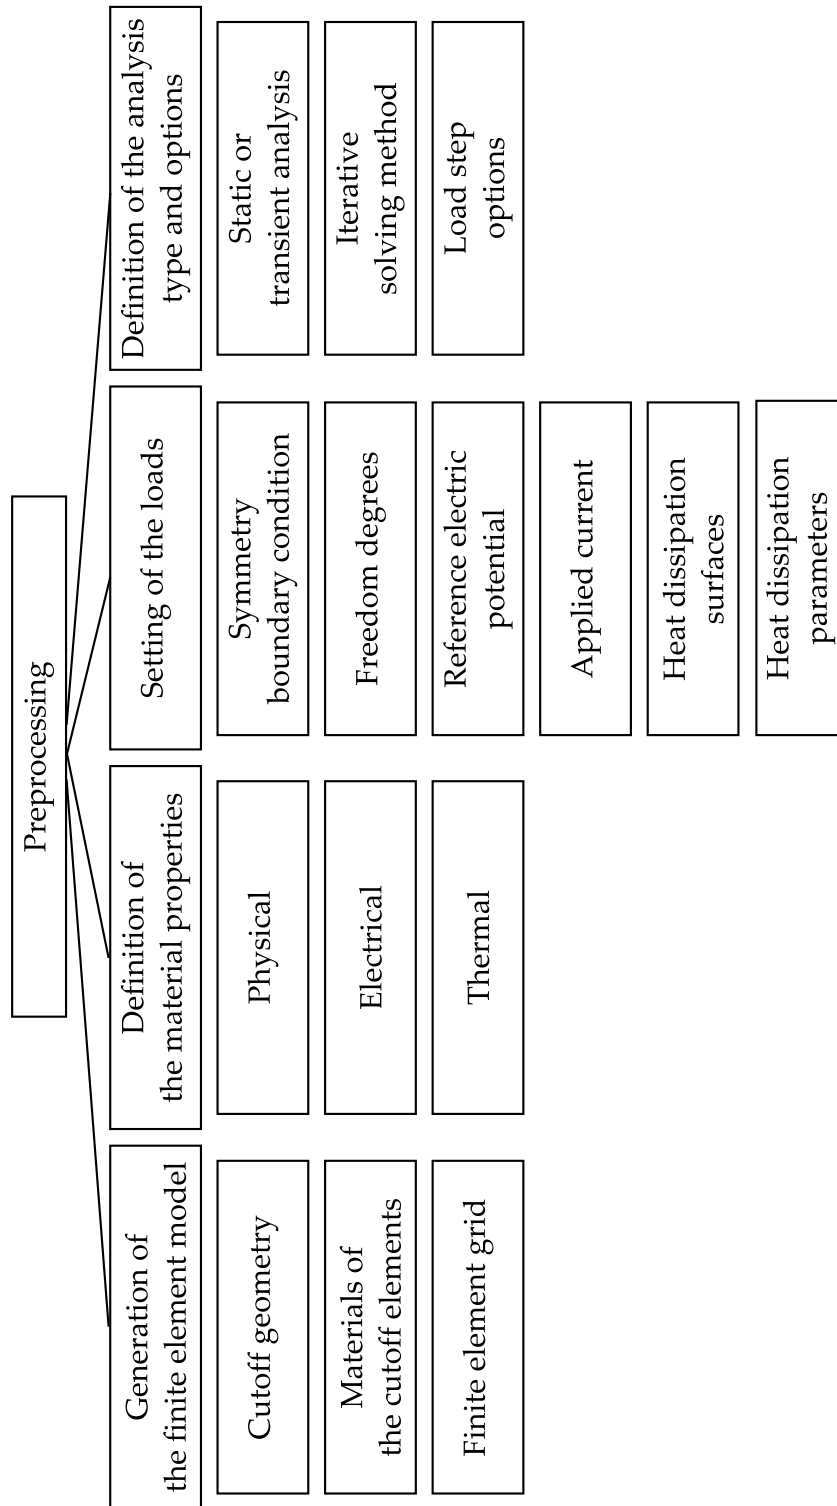 Preprocessing
Generation of
the finite element model
Cutoff geometry
Materials of
the cutoff elements
Finite element grid
Definition of
the material properties
Physical
Electrical
Thermal
Setting of the loads
Symmetry
boundary condition
Freedom degrees
Reference electric
potential
Applied current
Heat dissipation
surfaces
Heat dissipation
parameters
Definition of the analysis
type and options
Static or
transient analysis
Iterative
solving method
Load step
options